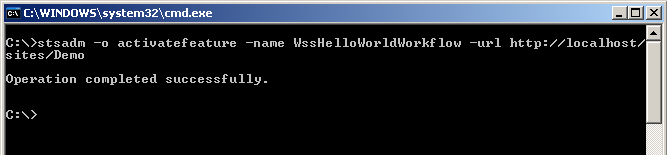 C:\WINDOWS\system32\cmd.exe
C:\>stsadm -o activatefeature -name WssHelloWorldWorkflow -url http://localhost/
sites/Demo
Operation completed successfully.
C:\>